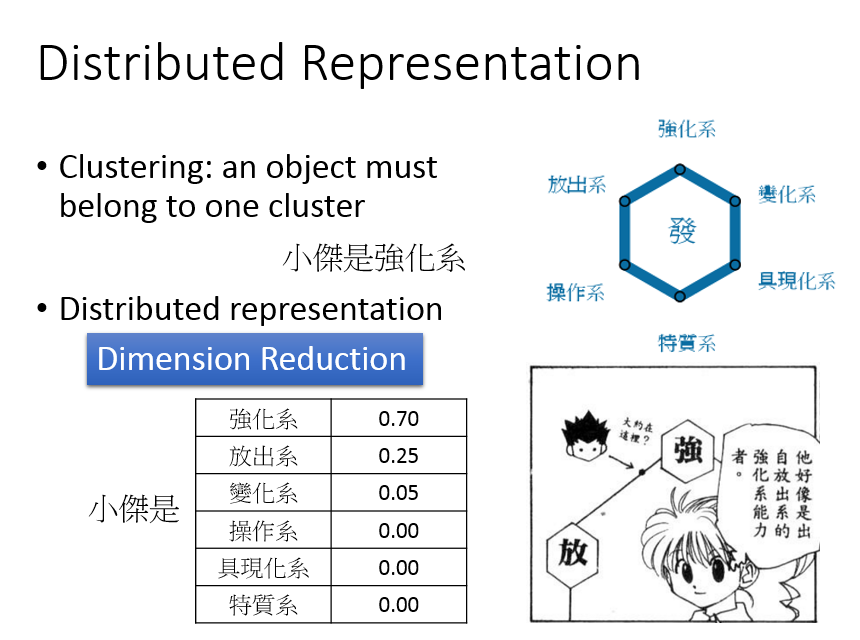 Distributed Representation
• Clustering: an object must
belong to one cluster
小傑是強化系
• Distributed representation
Dimension Reduction
小傑是
強化系 0.70
放出系 0.25
變化系 0.05
操作系 0.00
具現化系 0.00
特質系 0.00
強化系
放出系
變化系
發
操作系
具現化系
特質系
大約在
這裡?
強
放
他好像是出
自放出系的
強化系能力
者。